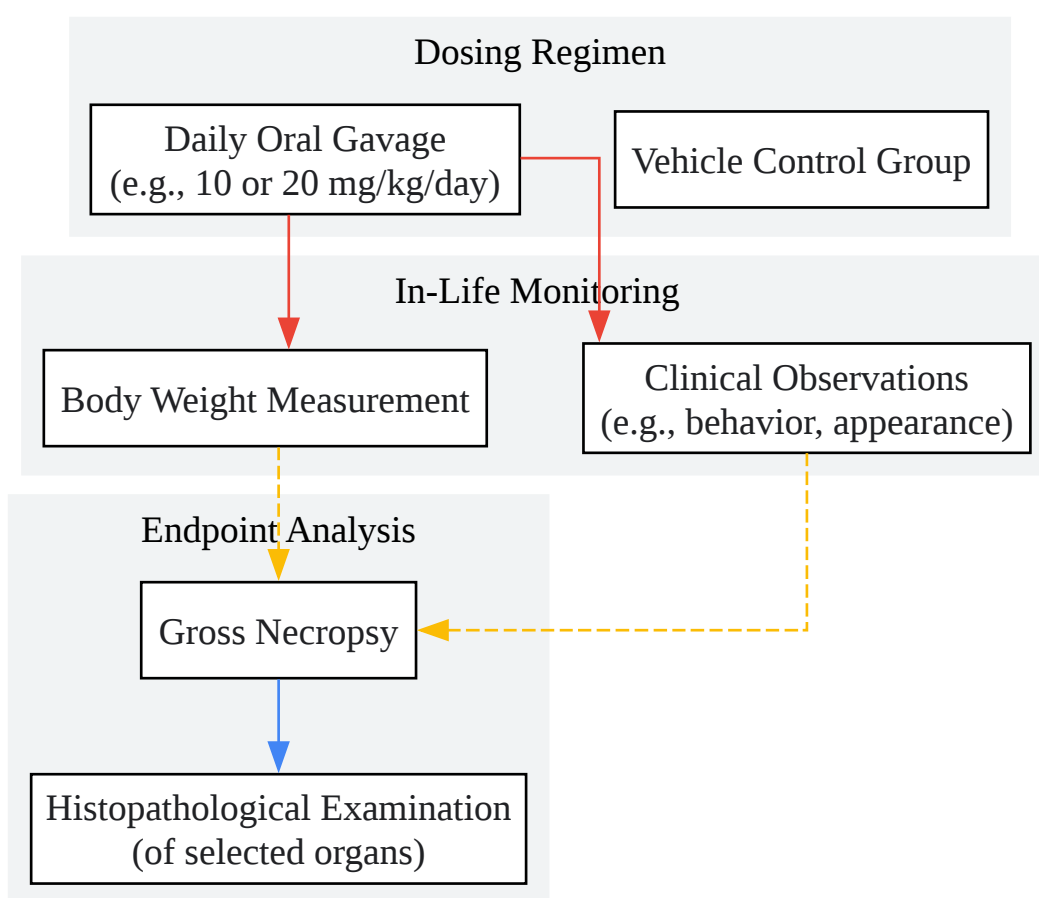 Dosing Regimen
Daily Oral Gavage
(e.g., 10 or 20 mg/kg/day)
Vehicle Control Group
In-Life Monitoring
Body Weight Measurement
Clinical Observations
(e.g., behavior, appearance)
Endpoint Analysis
Gross Necropsy
Histopathological Examination
(of selected organs)